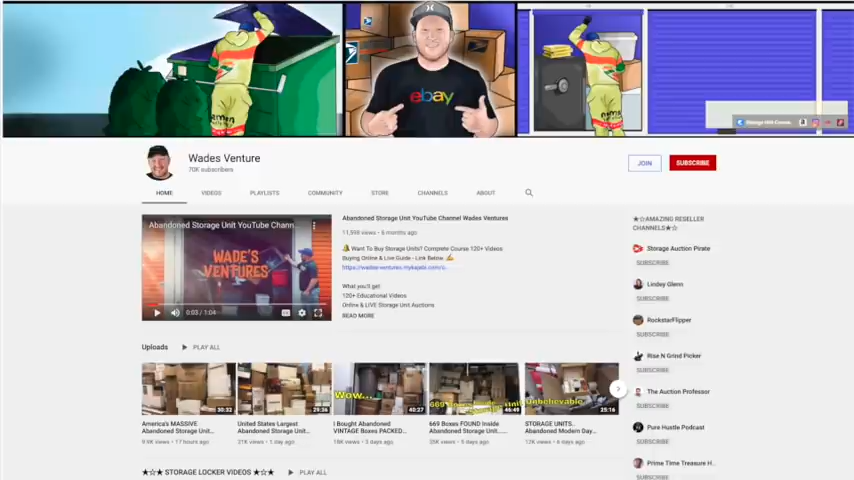 ebay
Wades Venture
70K subscribers
JOIN
SUBSCRIBE
HOME
VIDEOS
PLAYLISTS
COMMUNITY
STORE
CHANNELS
ABOUT
Abandoned Storage Unit YouTube Chann...
WADE'S
VENTURES
0:03 / 1:04
Abandoned Storage Unit YouTube Channel Wades Ventures
11,598 views • 6 months ago
Want To Buy Storage Units? Complete Course 120+ Videos
Buying Online & Live Guide - Link Below
What you'll get
120+ Educational Videos
Online & LIVE Storage Unit Auctions
READ MORE
★☆AMAZING RESELLER
CHANNELS★☆
Storage Auction Pirate
SUBSCRIBE
Lindey Glenn
SUBSCRIBE
RockstarFlipper
SUBSCRIBE
Rise N Grind Picker
SUBSCRIBE
The Auction Professor
SUBSCRIBE
Pure Hustle Podcast
SUBSCRIBE
Prime Time Treasure H...
SUBSCRIBE
Uploads
PLAY ALL
30:32
29:36
Wow...
40:27
46:49
Unbelievable
25:16
America's MASSIVE
Abandoned Storage Unit...
9.9K views • 17 hours ago
United States Largest
Abandoned Storage Unit...
21K views • 1 day ago
I Bought Abandoned
VINTAGE Boxes PACKED...
18K views • 3 days ago
669 Boxes FOUND Inside
Abandoned Storage Unit......
35K views • 5 days ago
STORAGE UNITS..
Abandoned Modern Day...
12K views • 6 days ago
★☆★ STORAGE LOCKER VIDEOS ★☆★
PLAY ALL